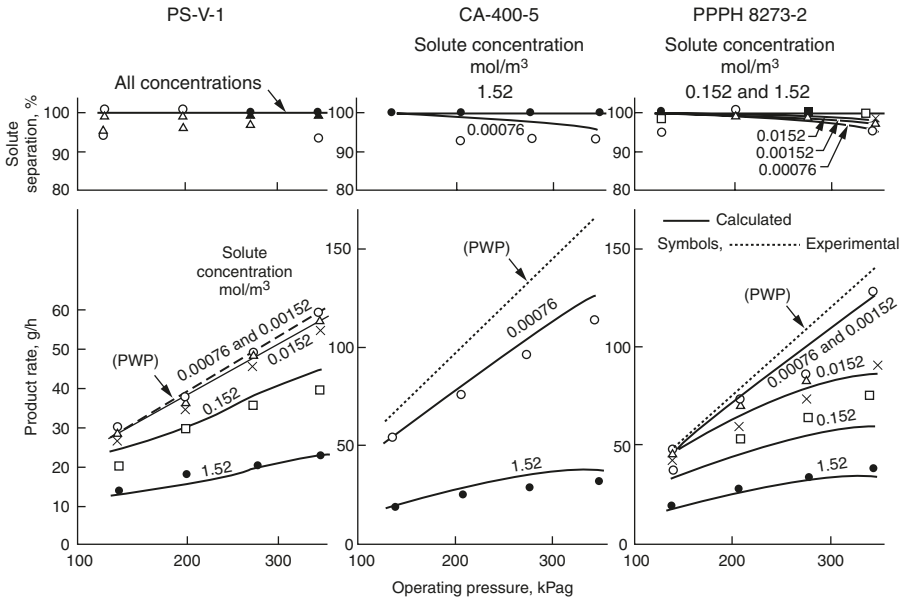 PS-V-1
CA-400-5
PPPH 8273-2
Solute concentration
mol/m³
1.52
Solute concentration
mol/m³
0.152 and 1.52
All concentrations
Solute
separation, %
100
90
80
100
90
80
0.00076
100
90
80
0.0152
0.00152
0.00076
Product rate, g/h
60
50
40
30
20
10
0
Solute
concentration
mol/m³
(PWP)
0.00076 and 0.00152
0.0152
0.152
1.52
200
300
150
100
50
0
(PWP)
0.00076
1.52
100
200
300
150
100
50
0
Calculated
Symbols, Experimental
(PWP)
0.00076 and 0.00152
0.0152
0.152
1.52
100
200
300
100
Operating pressure, kPag